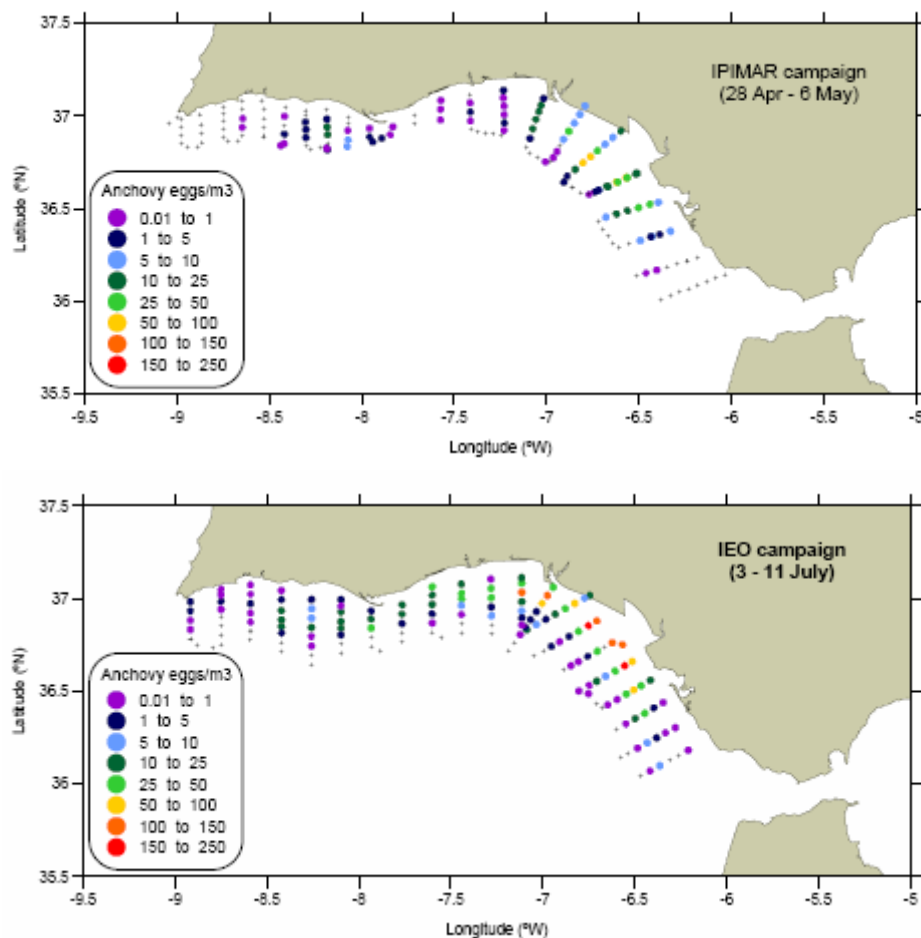 37.5
IPIMAR campaign
(28 Apr - 6 May)
37
Anchovy eggs/m3
0.01 to 1
1 to 5
5 to 10
10 to 25
25 to 50
50 to 100
100 to 150
150 to 250
Latitude (ºN)
36.5
36
35.5
-9.5 -9 -8.5 -8 -7.5 -7 -6.5 -6 -5.5 -5
Longitude (ºW)
37.5
IEO campaign
(3 - 11 July)
37
Anchovy eggs/m3
0.01 to 1
1 to 5
5 to 10
10 to 25
25 to 50
50 to 100
100 to 150
150 to 250
Latitude (ºN)
36.5
36
35.5
-9.5 -9 -8.5 -8 -7.5 -7 -6.5 -6 -5.5 -5
Longitude (ºW)